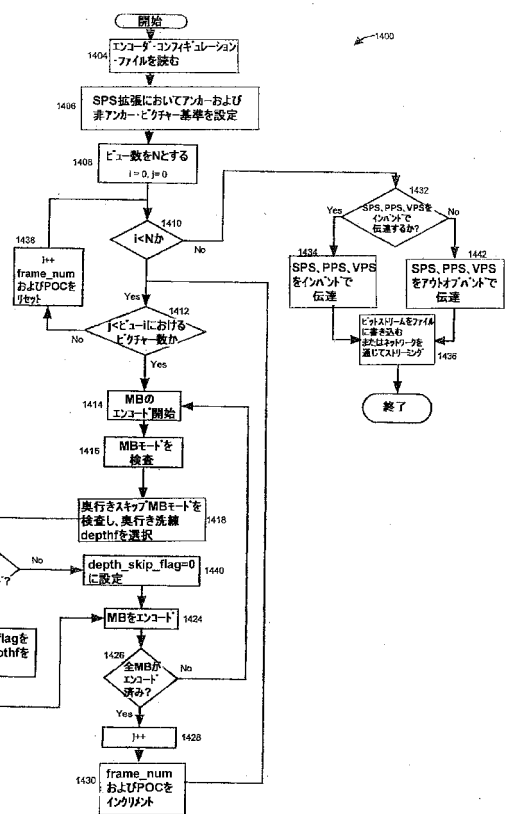 開始
1400
1404
エンコーダ・コンフィギュレーション
・ファイルを読む
1406
SPS拡張においてアンカーおよび
非アンカー・ピクチャー基準を設定
1408
ビュー数をNとする
i = 0, j = 0
1410
i<Nか
No
Yes
1438
i++
frame_num
およびPOCを
リセット
1412
j<ビューiにおける
ピクチャー数か
No
Yes
1414
MBの
エンコード開始
1416
MBモードを
検査
1418
奥行きスキップMBモードを
検査し、奥行き洗練
depthfを選択
No
1440
depth_skip_flag=0
に設定
flagを
pthfを
MBをエンコード
1424
1426
全MBが
エンコード
済み?
No
Yes
j++
1428
1430
frame_num
およびPOCを
インクリメント
1432
SPS、PPS、VPSを
インバンドで
伝達するか?
Yes
No
1434
SPS、PPS、VPS
をインバンドで
伝達
1442
SPS、PPS、VPS
をアウトオブバンドで
伝達
ビットストリームをファイル
に書き込む
またはネットワークを
通じてストリーミング
1436
終了